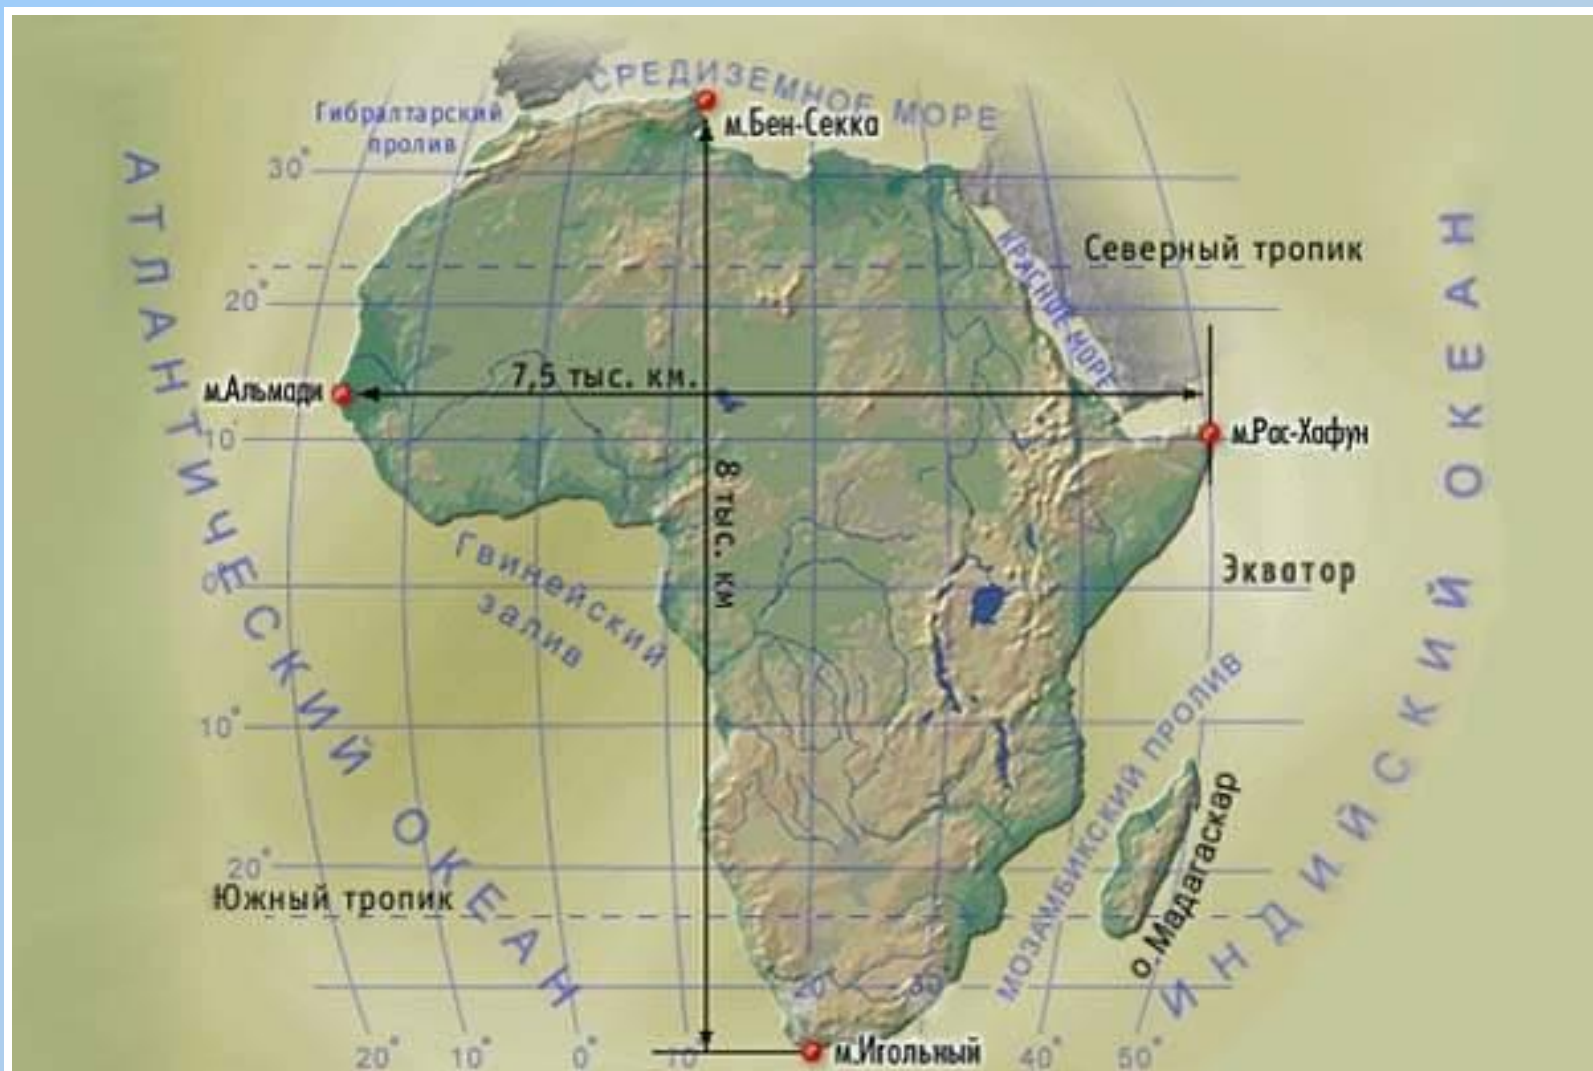 СРЕДИЗЕМНОЕ МОРЕ
Гибралтарский
пролив
м.Бен-Секка
30°
АТЛАНТИЧЕСКИЙ ОКЕАН
Северный тропик
КРАСНОЕ МОРЕ
20°
7,5 тыс. км.
м.Альмади
10°
м.Рас-Хафун
8 тыс. км
ИНДИЙСКИЙ ОКЕАН
Гвинейский
залив
0°
Экватор
10°
МОЗАМБИКСКИЙ ПРОЛИВ
о.Мадагаскар
20°
Южный тропик
20°
30°
20°
10°
0°
10°
м.Игольный
40°
50°